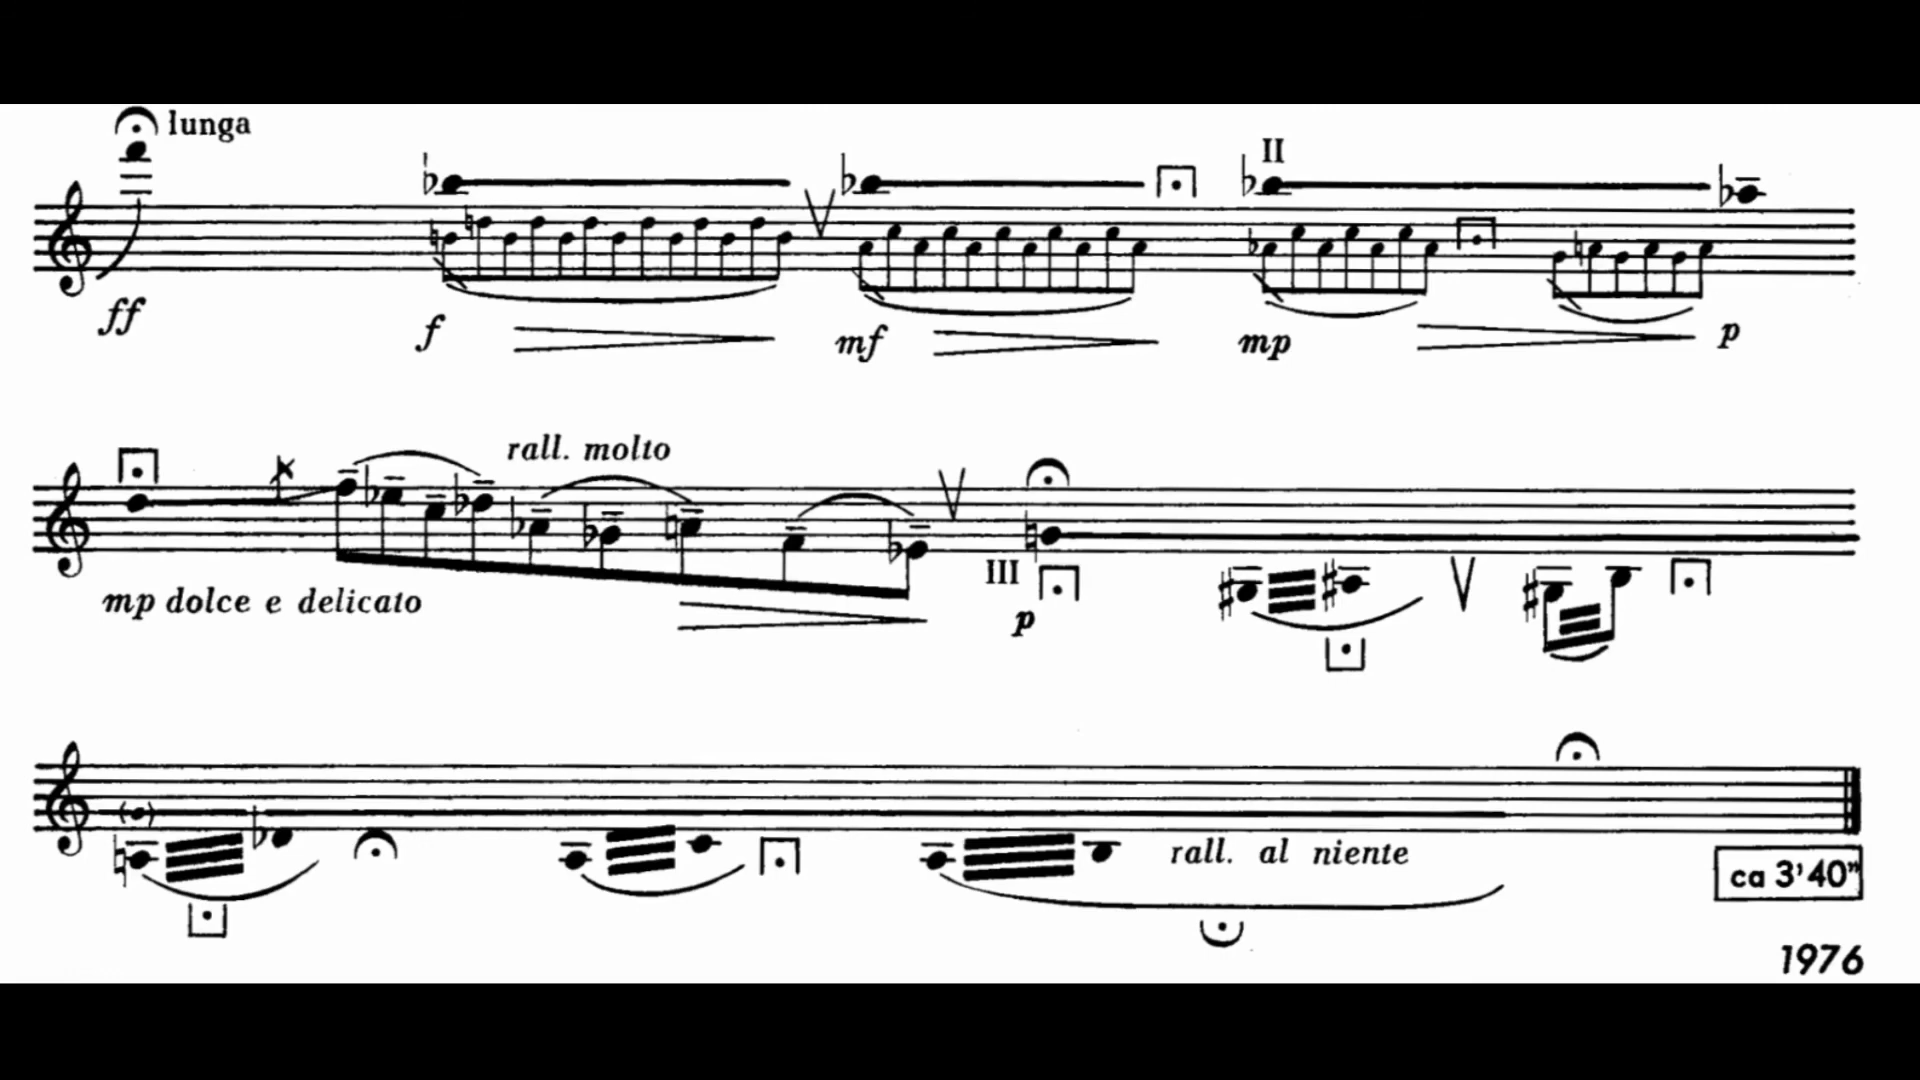 lunga
II
ff f mf mp p
rall. molto
mp dolce e delicato
III
p
rall. al niente
ca 3'40"
1976